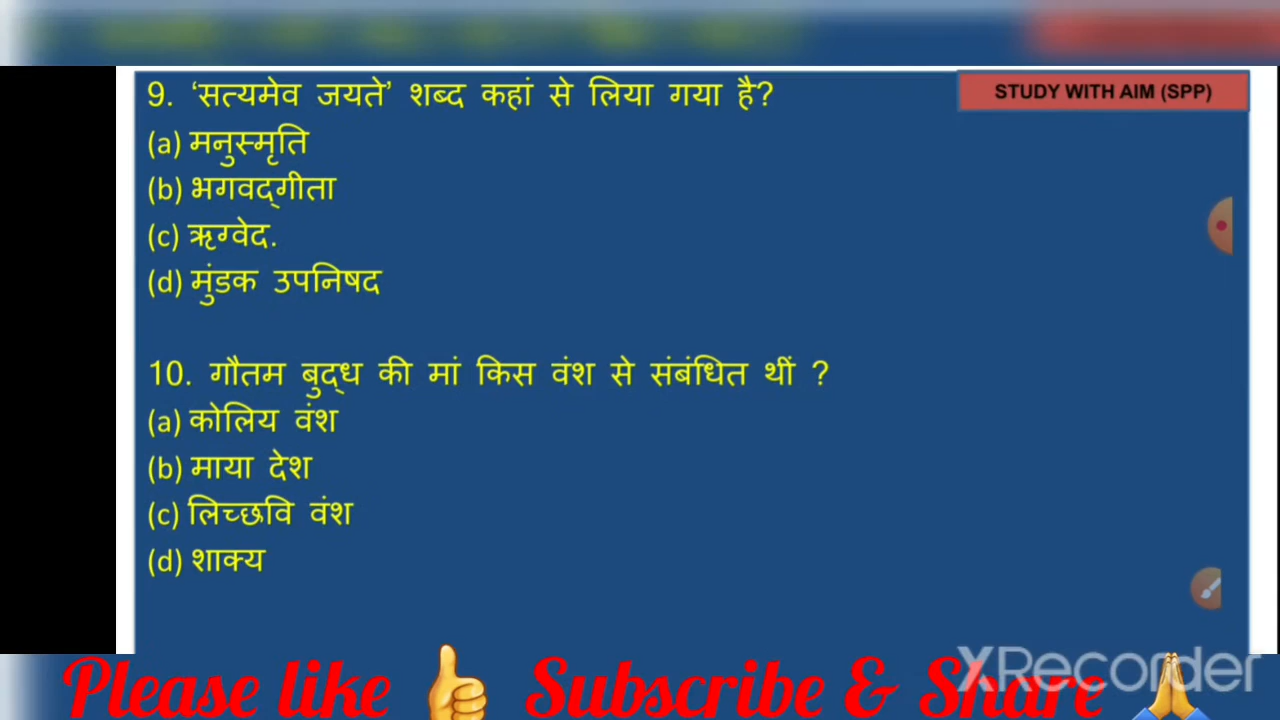 9. ‘सत्यमेव जयते’ शब्द कहां से लिया गया है?
STUDY WITH AIM (SPP)
(a) मनुस्मृति
(b) भगवद्गीता
(c) ऋग्वेद.
(d) मुंडक उपनिषद
10. गौतम बुद्ध की मां किस वंश से संबंधित थीं ?
(a) कोलिय वंश
(b) माया देश
(c) लिच्छवि वंश
(d) शाक्य
Please like 👍 Subscribe & Share 🙏
XRecorder